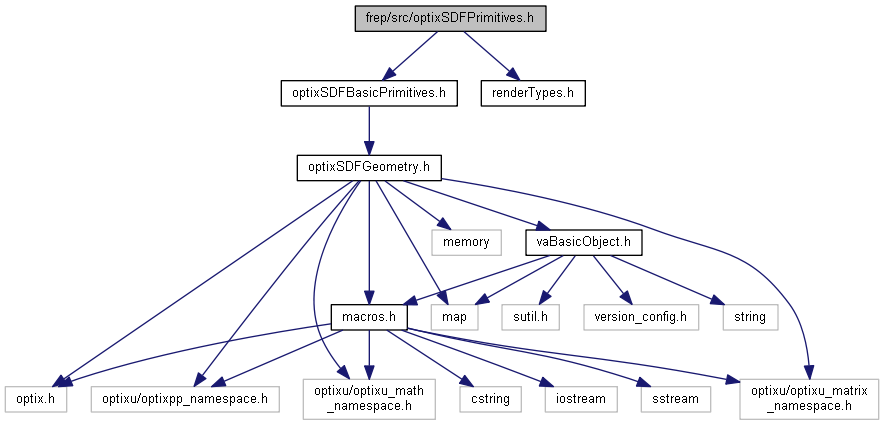 frep/src/optixSDFPrimitives.h
optixSDFBasicPrimitives.h
renderTypes.h
optixSDFGeometry.h
memory
vaBasicObject.h
macros.h
map
sutil.h
version_config.h
string
optix.h
optixu/optixpp_namespace.h
optixu/optixu_math
_namespace.h
cstring
iostream
sstream
optixu/optixu_matrix
_namespace.h